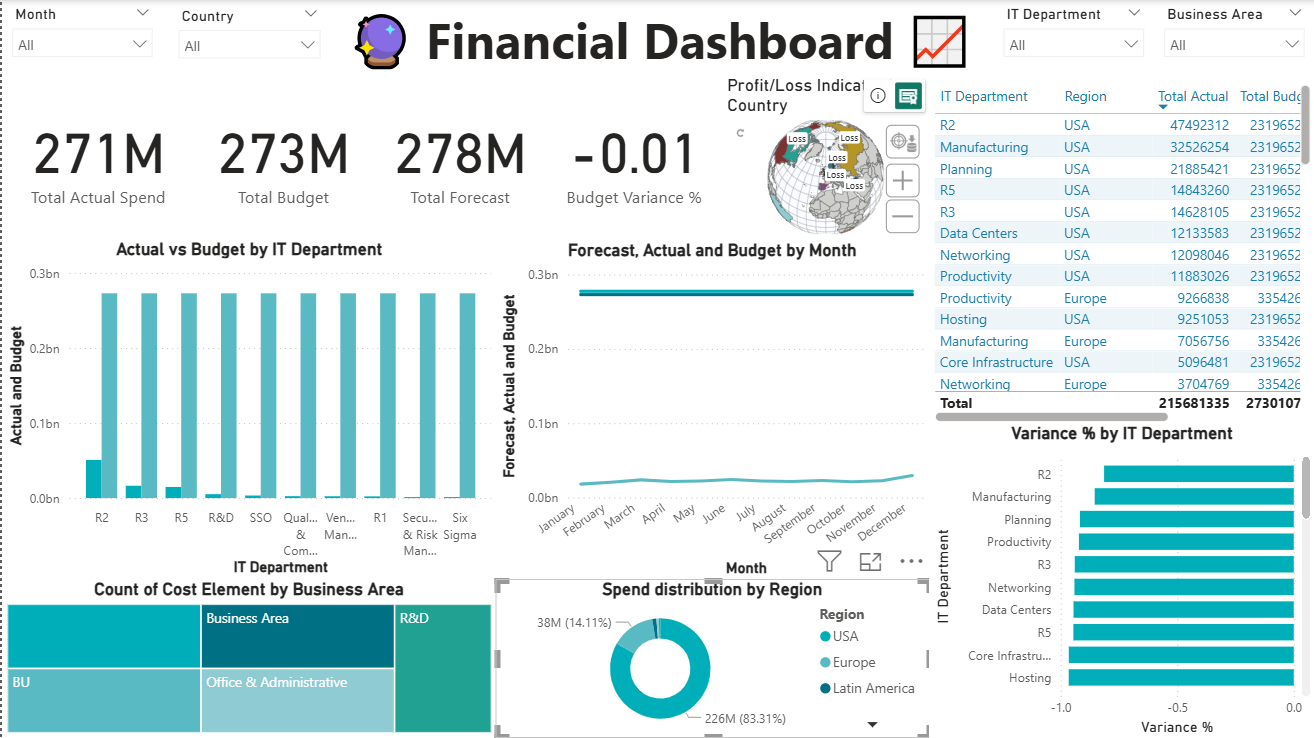 Month
All
Country
All
Financial Dashboard
IT Department
All
Business Area
All
271M
Total Actual Spend
273M
Total Budget
278M
Total Forecast
-0.01
Budget Variance %
Profit/Loss Indicat
Country
Loss
Loss
Loss
Loss
Loss
IT Department Region Total Actual Total Budg
R2 USA 47492312 2319652
Manufacturing USA 32526254 2319652
Planning USA 21885421 2319652
R5 USA 14843260 2319652
R3 USA 14628105 2319652
Data Centers USA 12133583 2319652
Networking USA 12098046 2319652
Productivity USA 11883026 2319652
Productivity Europe 9266838 335426
Hosting USA 9251053 2319652
Manufacturing Europe 7056756 335426
Core Infrastructure USA 5096481 2319652
Networking Europe 3704769 335426
Total 215681335 2730107
Actual vs Budget by IT Department
Actual and Budget
0.3bn
0.2bn
0.1bn
0.0bn
R2 R3 R5 R&D SSO Qual... & Com... Ven... Man... R1 Secu... & Risk Man... Six Sigma
IT Department
Forecast, Actual and Budget by Month
Forecast, Actual and Budget
0.3bn
0.2bn
0.1bn
0.0bn
January February March April May June July August September October November December
Month
Count of Cost Element by Business Area
Business Area
R&D
BU
Office & Administrative
Spend distribution by Region
38M (14.11%)
226M (83.31%)
Region
USA
Europe
Latin America
Variance % by IT Department
IT Department
R2
Manufacturing
Planning
Productivity
R3
Networking
Data Centers
R5
Core Infrastru...
Hosting
-1.0 -0.5 0.0
Variance %